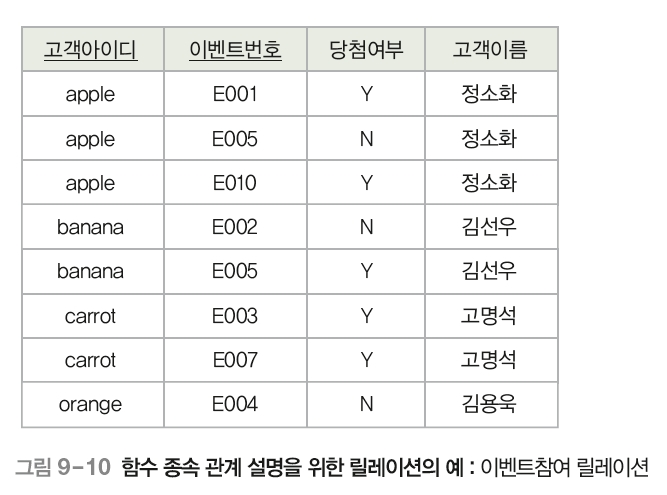 고객아이디 이벤트번호 당첨여부 고객이름
apple E001 Y 정소화
apple E005 N 정소화
apple E010 Y 정소화
banana E002 N 김선우
banana E005 Y 김선우
carrot E003 Y 고명석
carrot E007 Y 고명석
orange E004 N 김용욱
그림 9-10 함수 종속 관계 설명을 위한 릴레이션의 예 : 이벤트참여 릴레이션